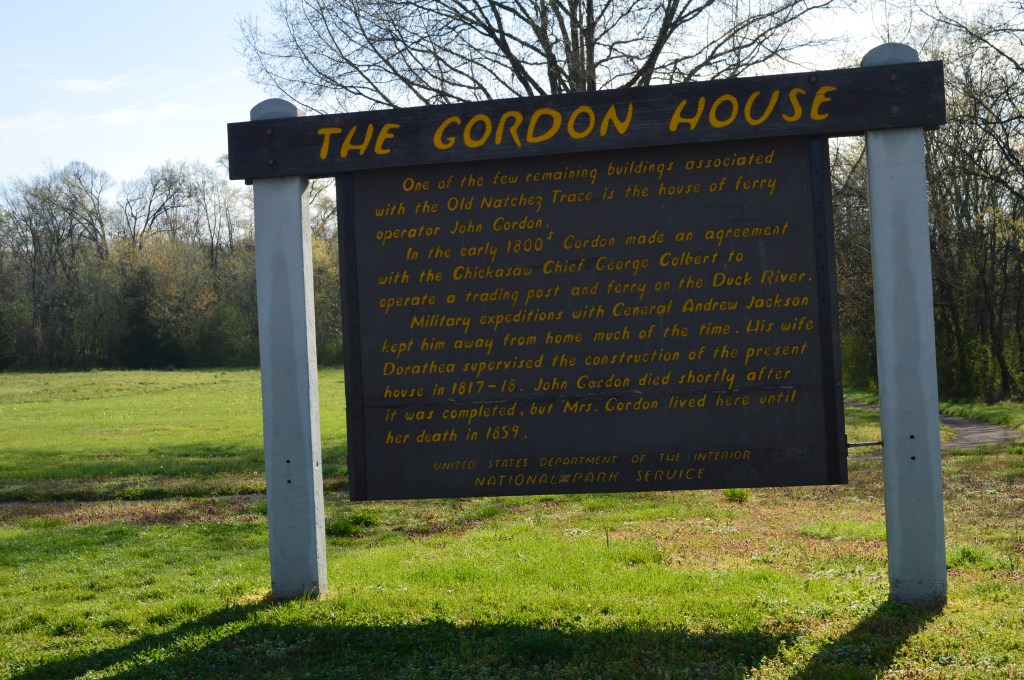 THE GORDON HOUSE
One of the few remaining buildings associated
with the Old Natchez Trace is the house of ferry
operator John Gordon.
In the early 1800s Gordon made an agreement
with the Chickasaw Chief George Colbert to
operate a trading post and ferry on the Duck River.
Military expeditions with General Andrew Jackson
kept him away from home much of the time. His wife
Dorathea supervised the construction of the present
house in 1817-18. John Gordon died shortly after
it was completed, but Mrs. Gordon lived here until
her death in 1859.
UNITED STATES DEPARTMENT OF THE INTERIOR
NATIONAL PARK SERVICE